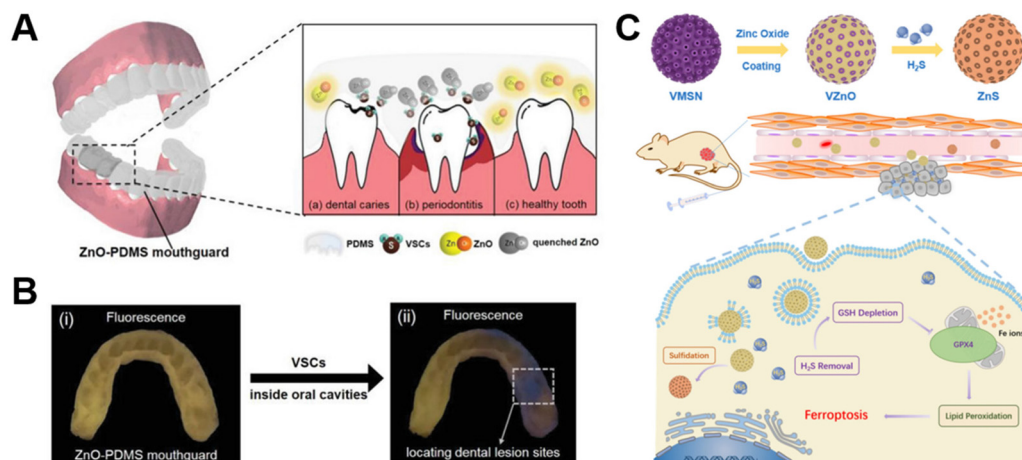 A
ZnO-PDMS mouthguard
(a) dental caries
(b) periodontitis
(c) healthy tooth
PDMS
S
VSCs
Zn
O
ZnO
Zn
quenched ZnO
B
(i)
Fluorescence
ZnO-PDMS mouthguard
VSCs
inside oral cavities
(ii)
Fluorescence
locating dental lesion sites
C
VMSN
Zinc Oxide
Coating
VZnO
H₂S
ZnS
Sulfidation
H₂S Removal
GSH Depletion
GPX4
Fe ions
Lipid Peroxidation
Ferroptosis